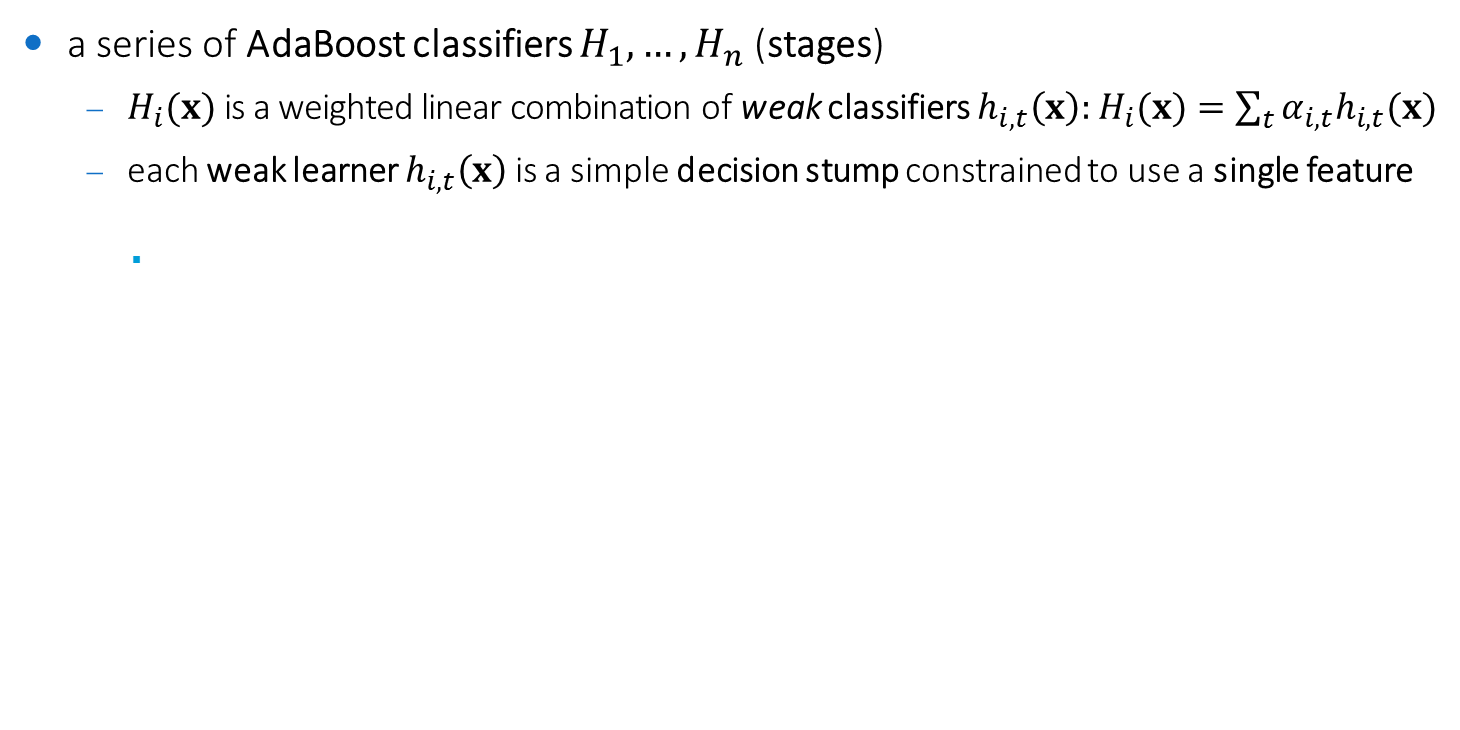 • a series of AdaBoost classifiers H₁, … , Hₙ (stages)
– Hᵢ(𝐱) is a weighted linear combination of weak classifiers hᵢ,ₜ(𝐱): Hᵢ(𝐱) = ∑ₜ αᵢ,ₜhᵢ,ₜ(𝐱)
– each weak learner hᵢ,ₜ(𝐱) is a simple decision stump constrained to use a single feature
▪